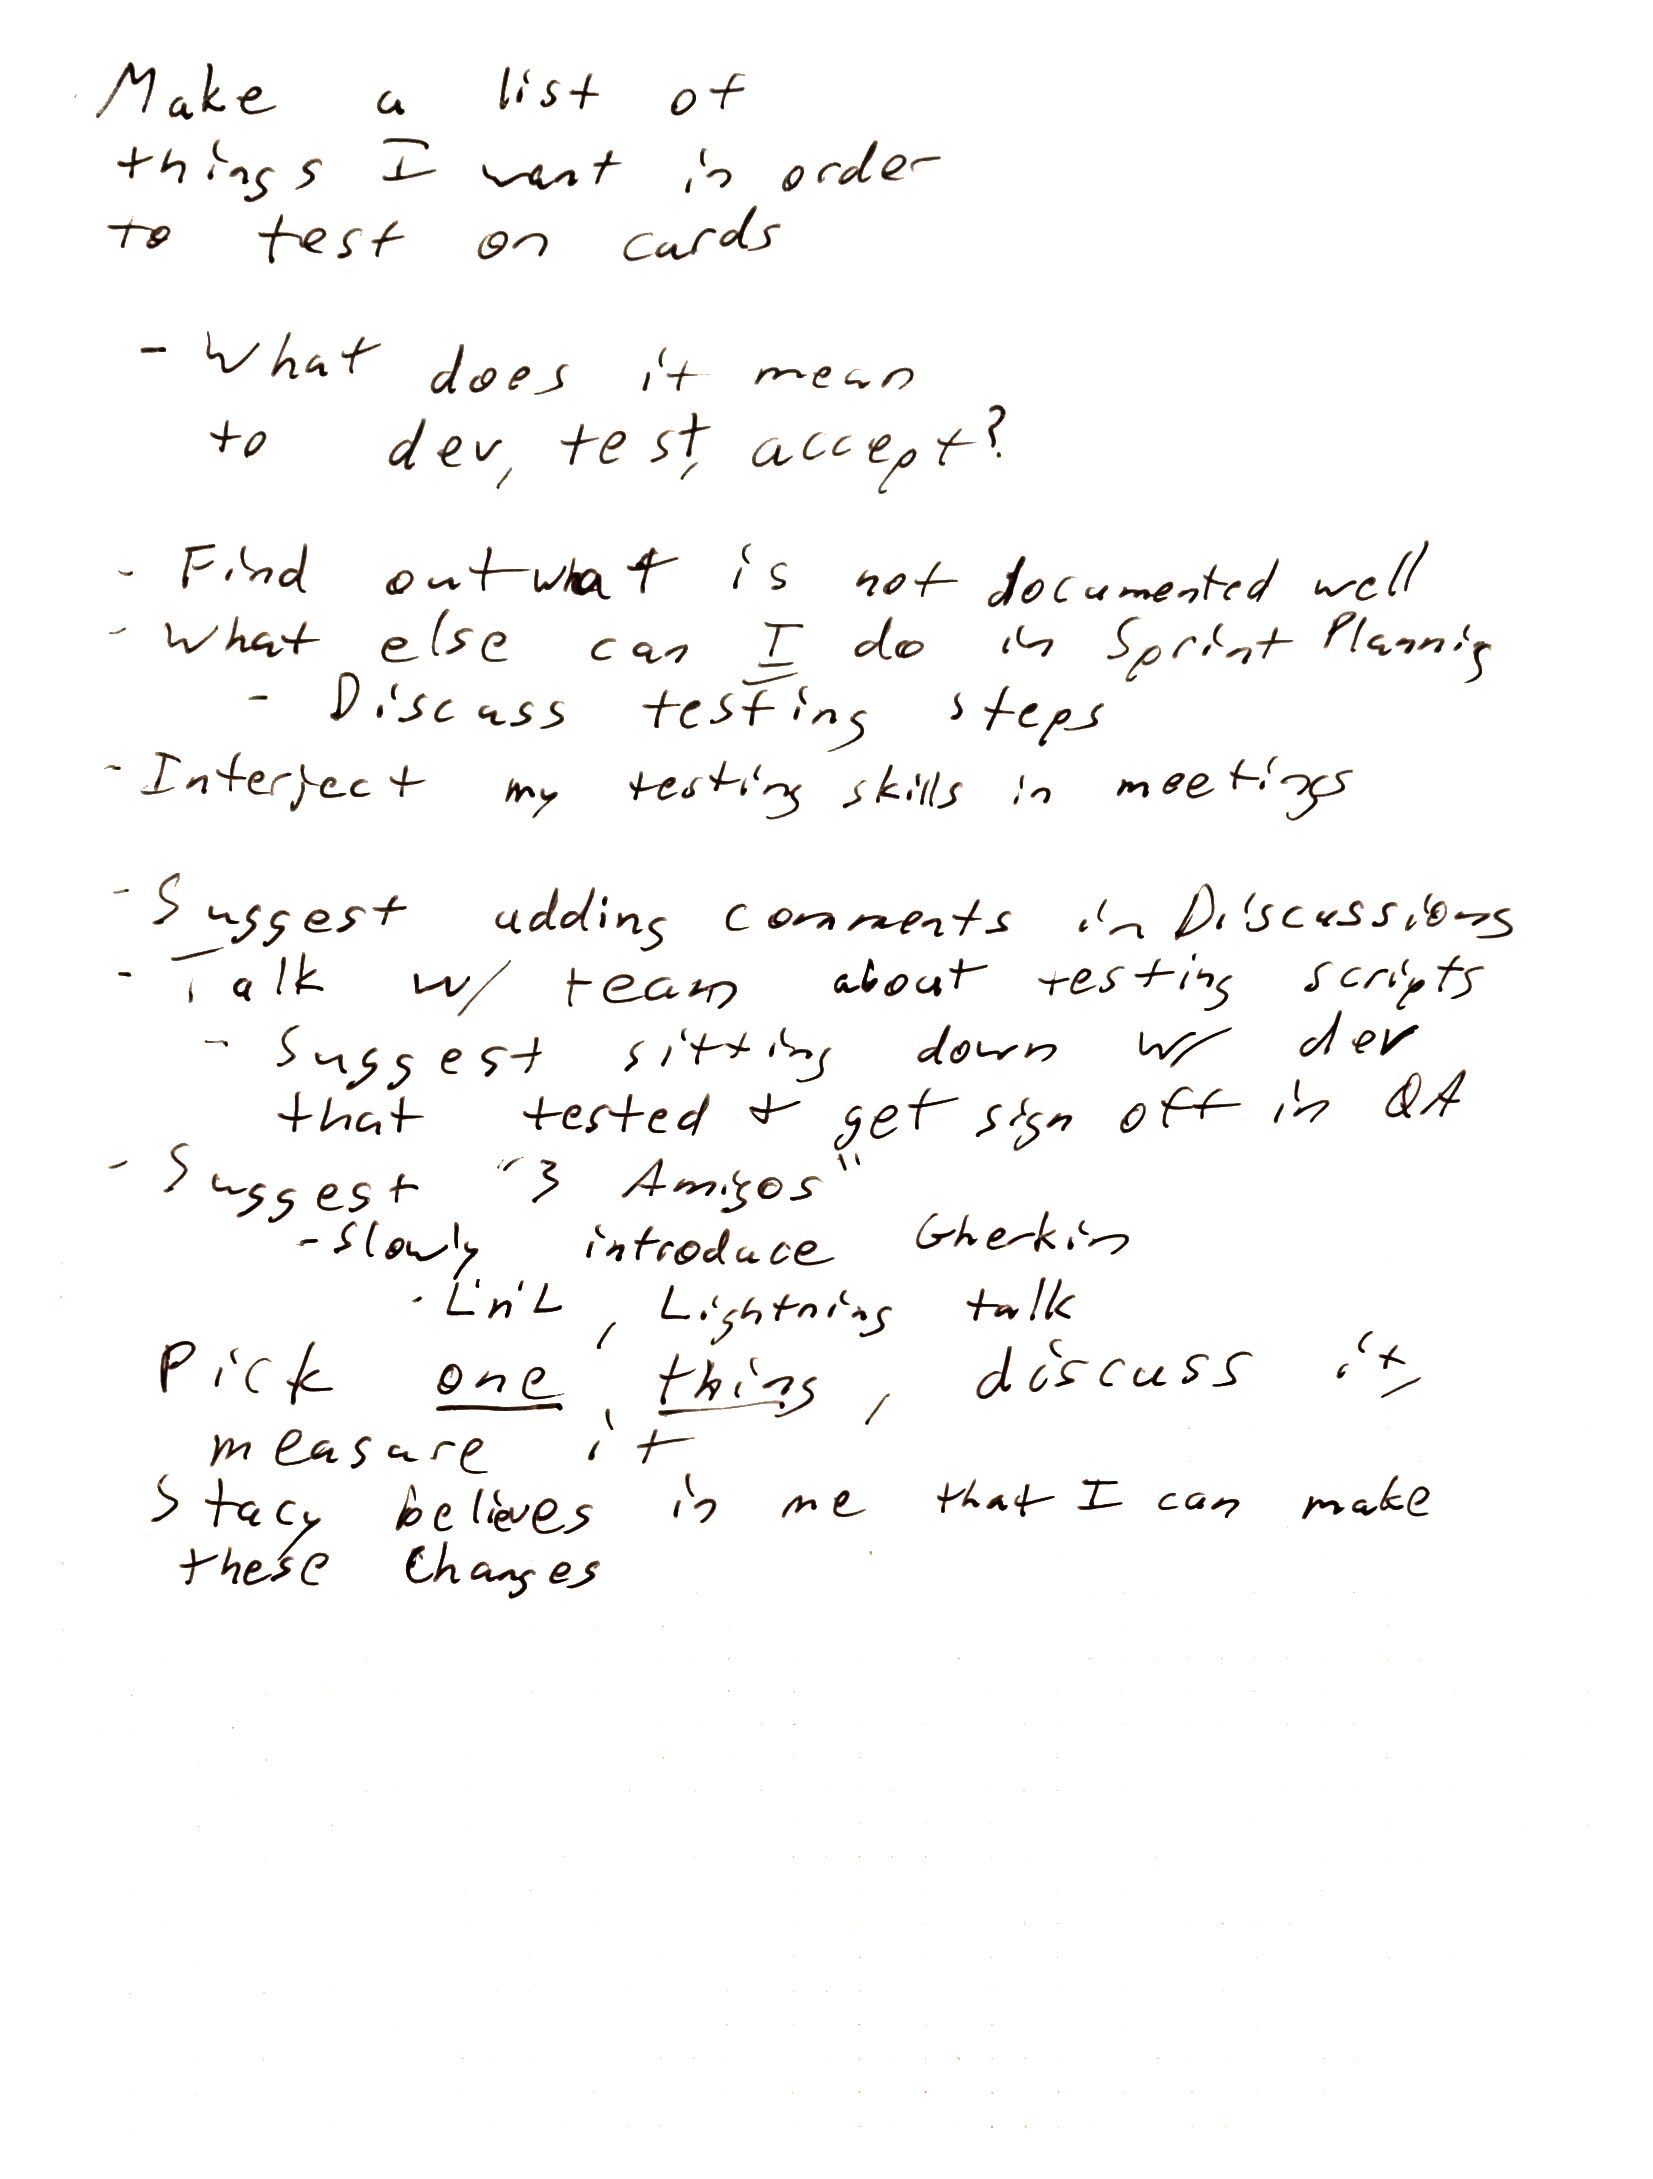 Make a list of
things I want in order
to test on cards
- What does it mean
to dev, test, accept?
- Find out what is not documented well
- What else can I do in Sprint Plannig
- Discuss testing steps
- Interject my testing skills in meetings
- Suggest adding comments in Discussions
- Talk w/ team about testing scripts
- Suggest sitting down w/ dev
that tested + get sign off in QA
- Suggest "3 Amigos"
- Slowly introduce Gherkin
- L'n'L, Lightning talk
Pick one thing, discuss it,
measure it
Stacy believes in me that I can make
these changes